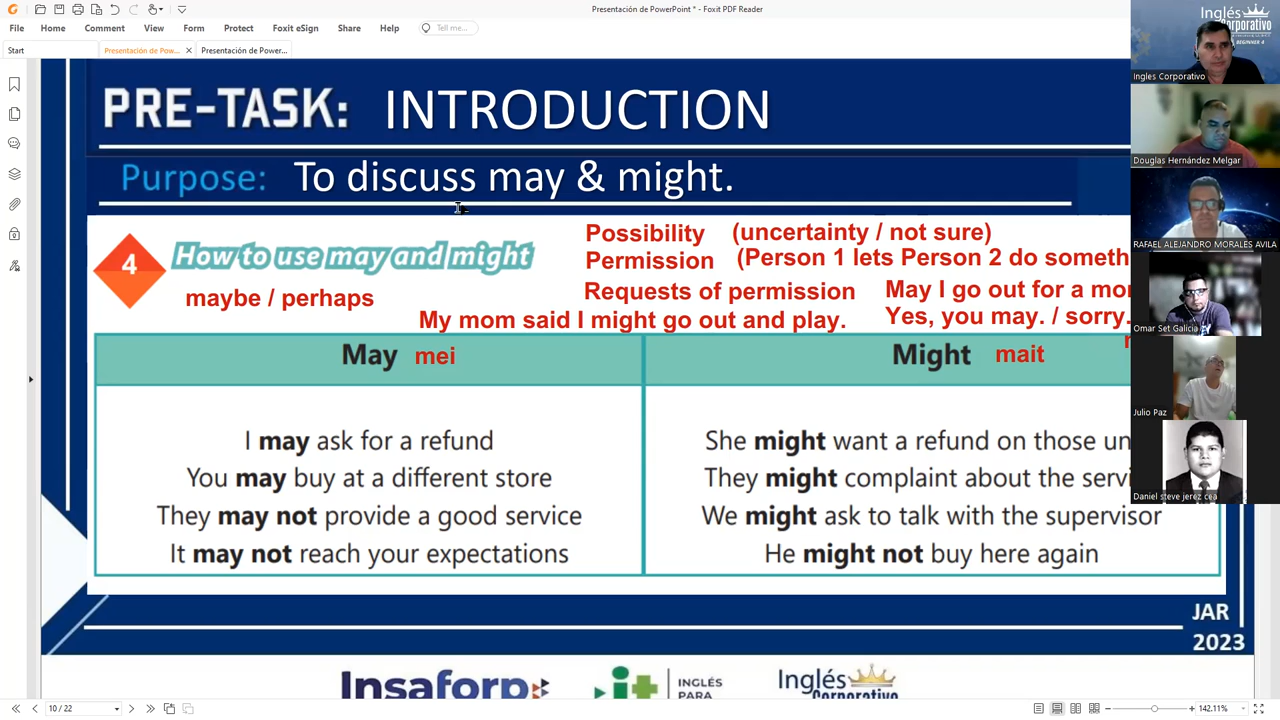 Presentación de PowerPoint * - Foxit PDF Reader
File Home Comment View Form Protect Foxit eSign Share Help Tell me...
Start Presentación de Pow... Presentación de Power...
PRE-TASK: INTRODUCTION
Purpose: To discuss may & might.
4
How to use may and might
maybe / perhaps
Possibility (uncertainty / not sure)
Permission (Person 1 lets Person 2 do someth
Requests of permission May I go out for a mo
My mom said I might go out and play. Yes, you may. / sorry.
May mei
Might mait
I may ask for a refund
You may buy at a different store
They may not provide a good service
It may not reach your expectations
She might want a refund on those un
They might complaint about the servi
We might ask to talk with the supervisor
He might not buy here again
JAR
2023
Insaforp
INGLÉS
PARA
Inglés
Corporativo
Inglés
Corporativo
BEGINNER 4
Ingles Corporativo
Douglas Hernández Melgar
RAFAEL ALEJANDRO MORALES AVILA
Omar Set Galicia
Julio Paz
Daniel steve jerez cea
10 / 22
142.11%